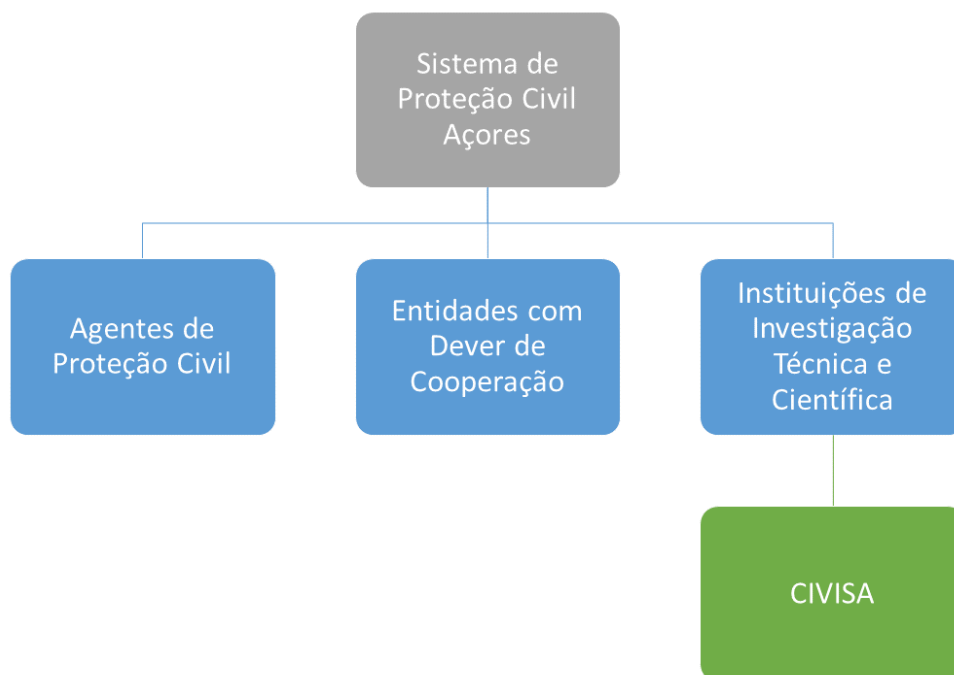 Sistema de
Proteção Civil
Açores
Agentes de
Proteção Civil
Entidades com
Dever de
Cooperação
Instituições de
Investigação
Técnica e
Científica
CIVISA